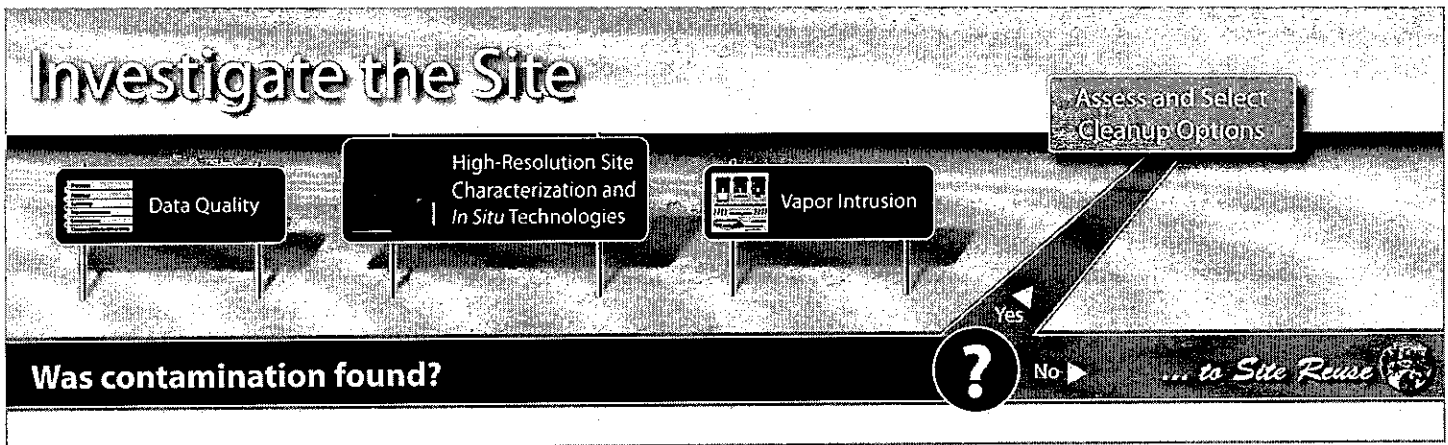 Investigate the Site
Assess and Select
Cleanup Options
Data Quality
High-Resolution Site
Characterization and
In Situ Technologies
Vapor Intrusion
Yes
Was contamination found?
?
No
... to Site Reuse